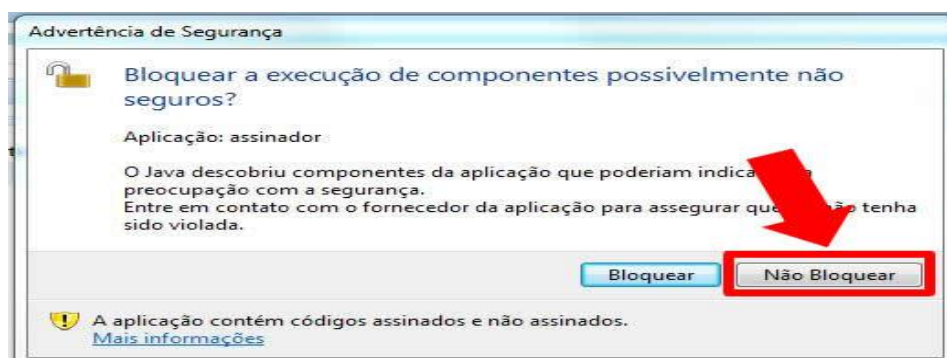 Advertência de Segurança
Bloquear a execução de componentes possivelmente não
seguros?
Aplicação: assinador
O Java descobriu componentes da aplicação que poderiam
preocupação com a segurança.
Entre em contato com o fornecedor da aplicação para assegurar tenha
sido violada.
Bloquear Não Bloquear
A aplicação contém códigos assinados e não assinados.
Mais informações